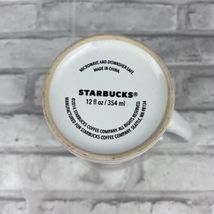 MICROWAVE AND DISHWASHER SAFE.
MADE IN CHINA.
STARBUCKS®
12 fl oz / 354 ml
©2014 STARBUCKS COFFEE COMPANY. ALL RIGHTS RESERVED.
MANUFACTURED FOR STARBUCKS COFFEE COMPANY, SEATTLE, WA 98134